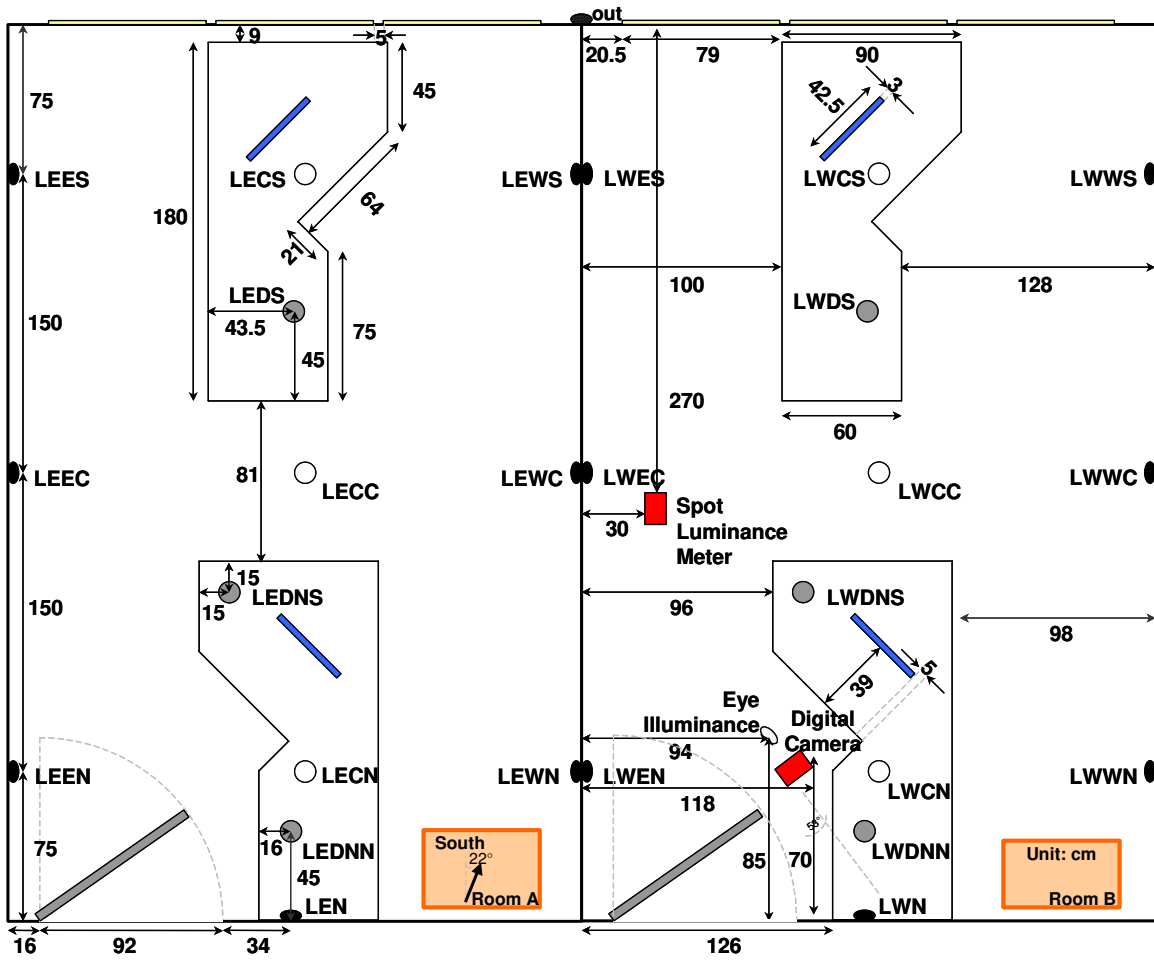 out
9
5
20.5
79
90
75
45
42.5
3
LEES
LECS
LEWS
LWES
LWCS
LWWS
180
64
21
100
128
LEDS
LWDS
43.5
150
75
45
270
60
81
LEEC
LECC
LEWC
LWEC
LWCC
LWWC
30
Spot
Luminance
Meter
15
15
LEDNS
150
96
LWDNS
98
5
39
Eye
Illuminance
94
Digital
Camera
LEEN
LECN
LEWN
LWEN
LWCN
LWWN
118
58°
75
16
LEDNN
45
85
70
LWDNN
South
22°
Room A
Unit: cm
Room B
LEN
LWN
16
92
34
126